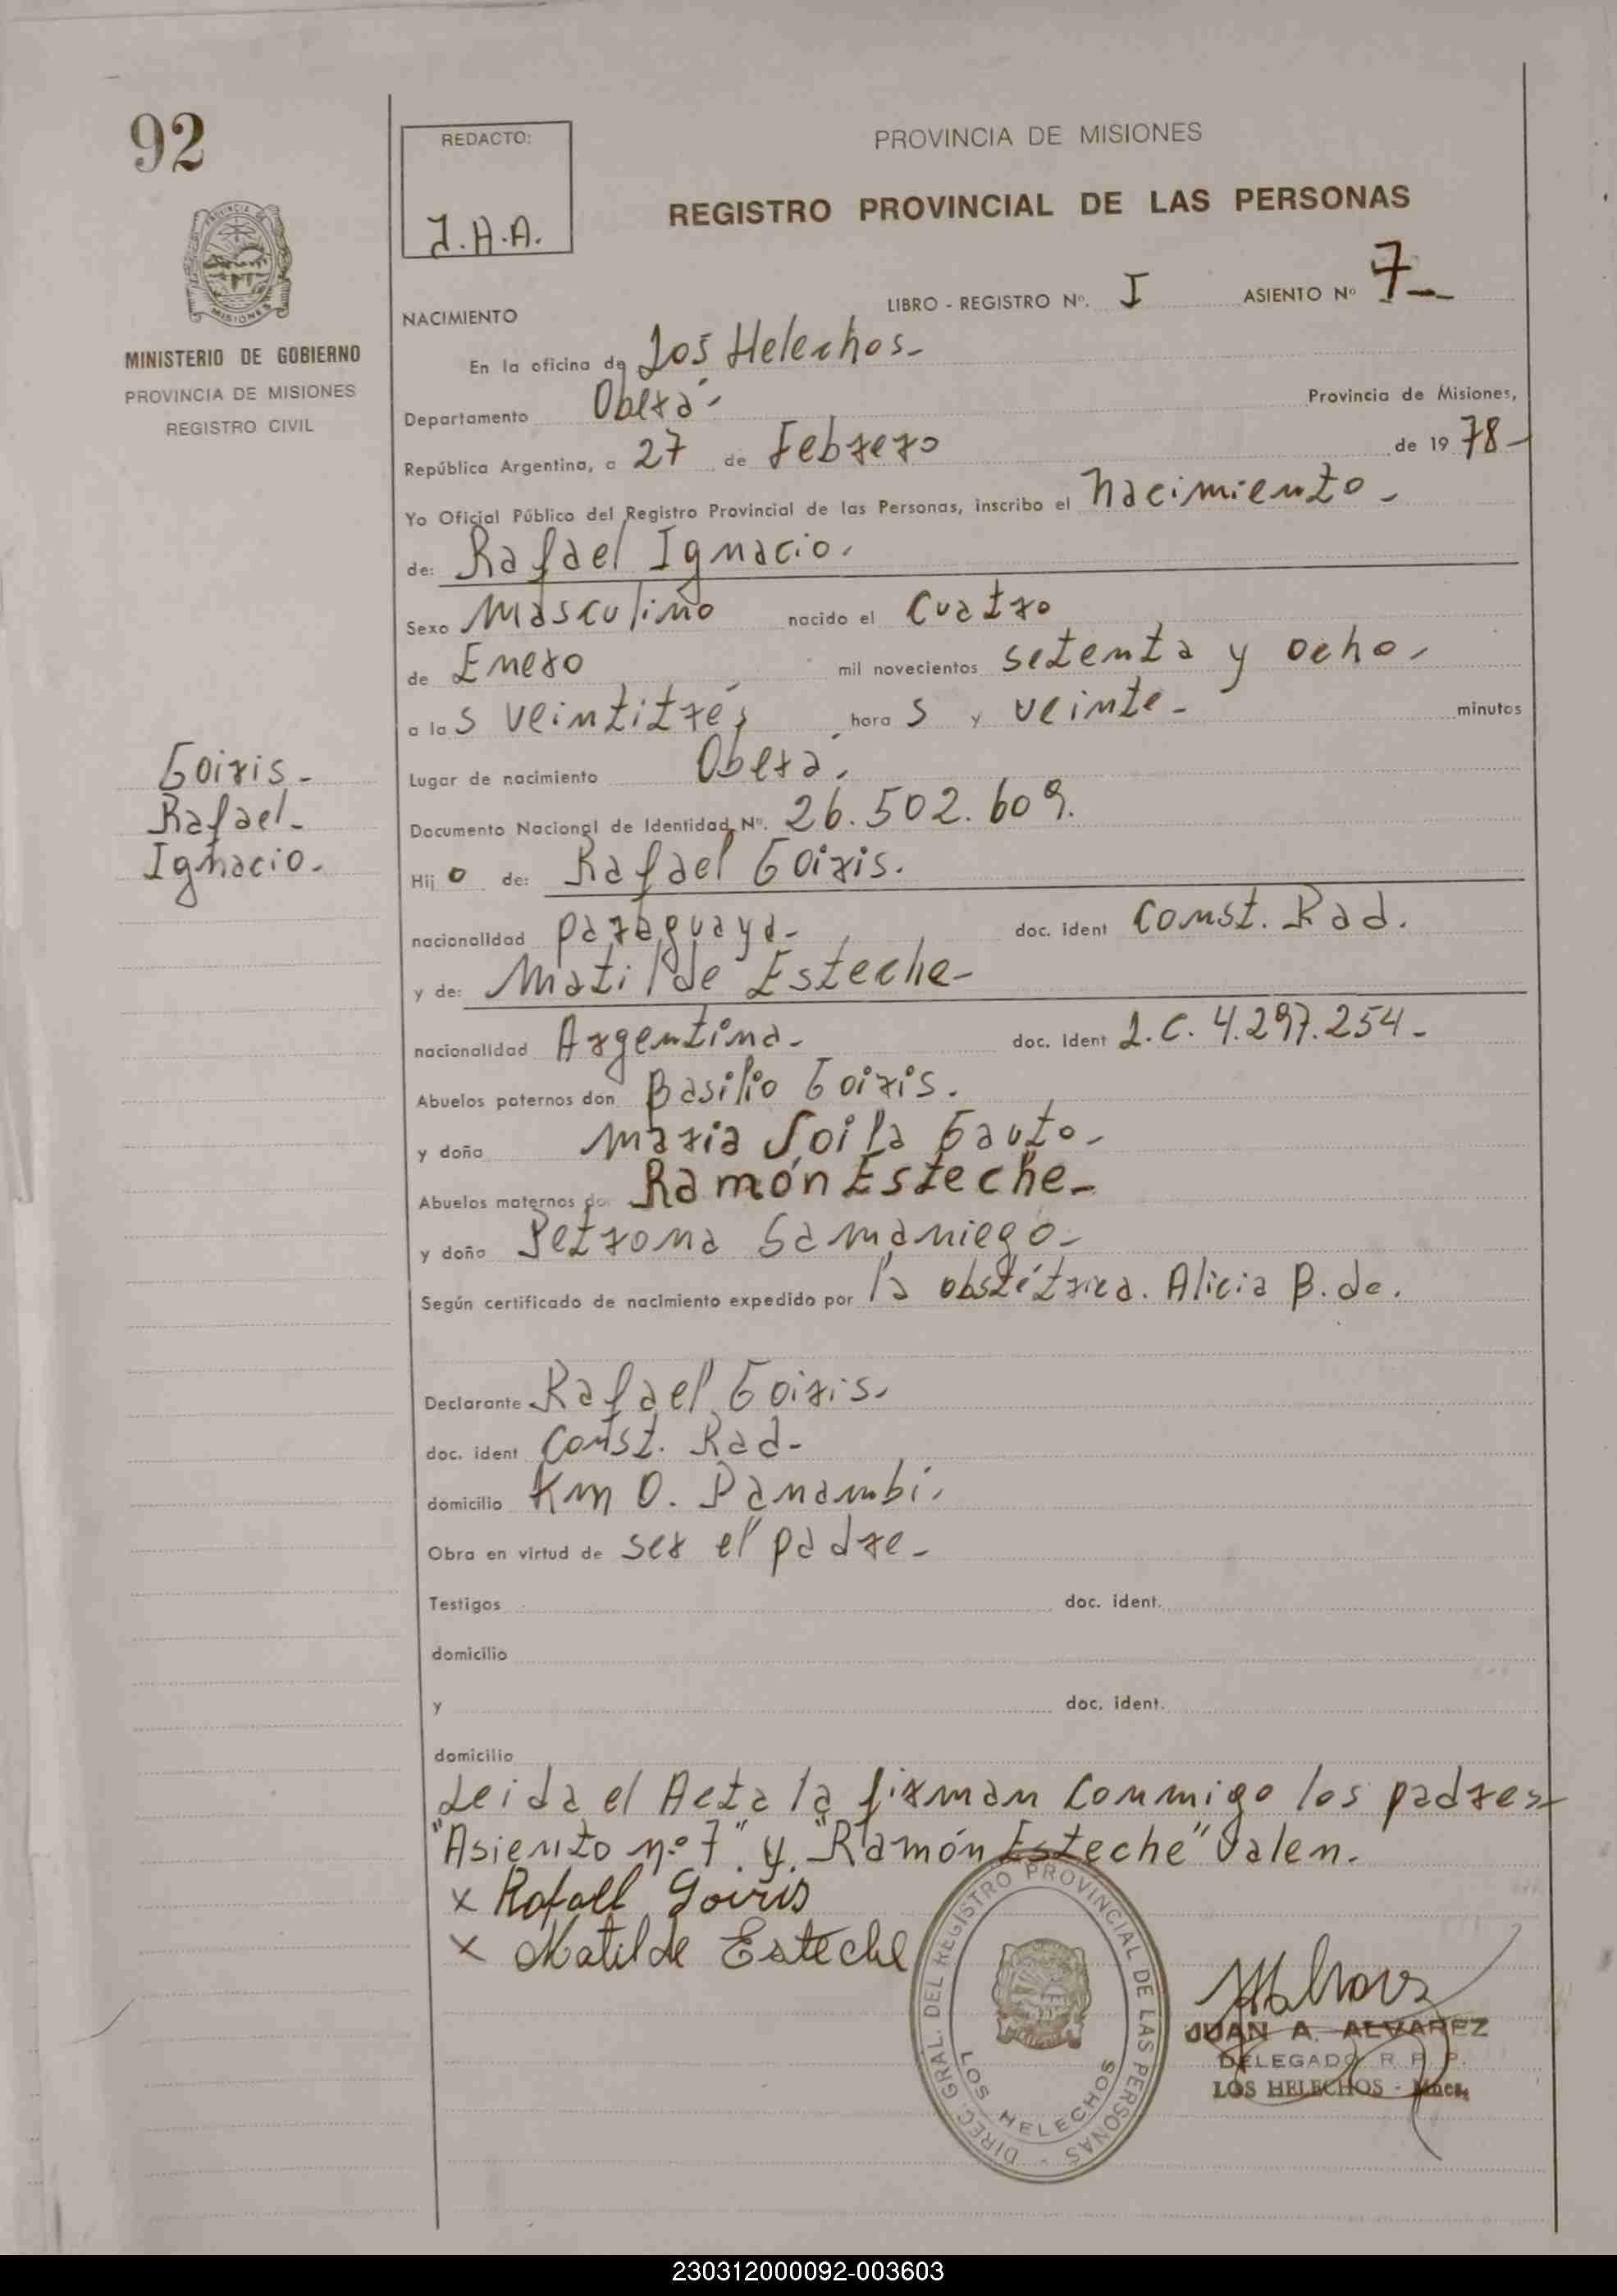 92
REDACTO:
J.A.A.
PROVINCIA DE MISIONES
REGISTRO PROVINCIAL DE LAS PERSONAS
LIBRO - REGISTRO Nº. I ASIENTO Nº 7
NACIMIENTO
MISIONES
MINISTERIO DE GOBIERNO
PROVINCIA DE MISIONES
REGISTRO CIVIL
En la oficina de Los Helechos-
Departamento Oberá- Provincia de Misiones,
República Argentina, a 27 de Febrero de 19 78-
Yo Oficial Público del Registro Provincial de las Personas, inscribo el nacimiento-
de: Rafael Ignacio.
Sexo Masculino nacido el Cuatro
de Enero mil novecientos setenta y ocho.
a las veintitrés horas y veinte- minutos
Lugar de nacimiento Oberá.
Goiris-
Rafael-
Ignacio.
Documento Nacional de Identidad Nº. 26.502.609.
Hijo de: Rafael Goiris.
nacionalidad paraguaya- doc. ident Const. Rad.
y de: Matilde Esteche-
nacionalidad Argentina- doc. ident L.C. 4.297.254-
Abuelos paternos don Basilio Goiris.
y doña Maria Soila Gauto-
Abuelos maternos do Ramón Esteche-
y doña Petrona Samaniego-
Según certificado de nacimiento expedido por la obstétrica. Alicia B. de.
Declarante Rafael Goiris.
doc. ident Const. Rad-
domicilio Km 0. Panambí.
Obra en virtud de ser el padre-
Testigos doc. ident.
domicilio
y doc. ident.
domicilio
Leida el Acta la firman conmigo los padres-
"Asiento nº 7" y "Ramón Esteche" Valen.
x Rafael Goiris
x Matilde Esteche
DIREC. GRAL. DEL REGISTRO PROVINCIAL DE LAS PERSONAS -
LOS HELECHOS
JUAN A. ALVAREZ
DELEGADO R. P. P.
LOS HELECHOS - Mnes.
230312000092-003603